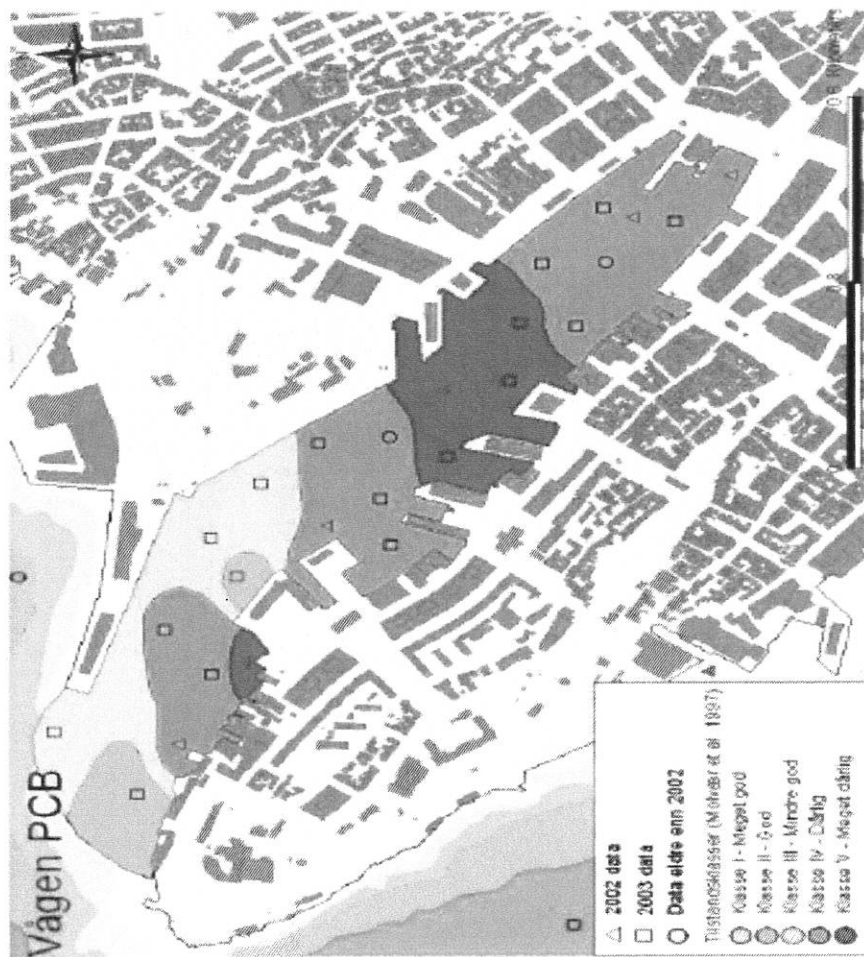 Vågen PCB
2002 data
2003 data
Data eldre enn 2002
Tilstandsklasser (Molvær et al 1997)
Klasse I - Meget god
Klasse II - God
Klasse III - Mindre god
Klasse IV - Dårlig
Klasse V - Meget dårlig